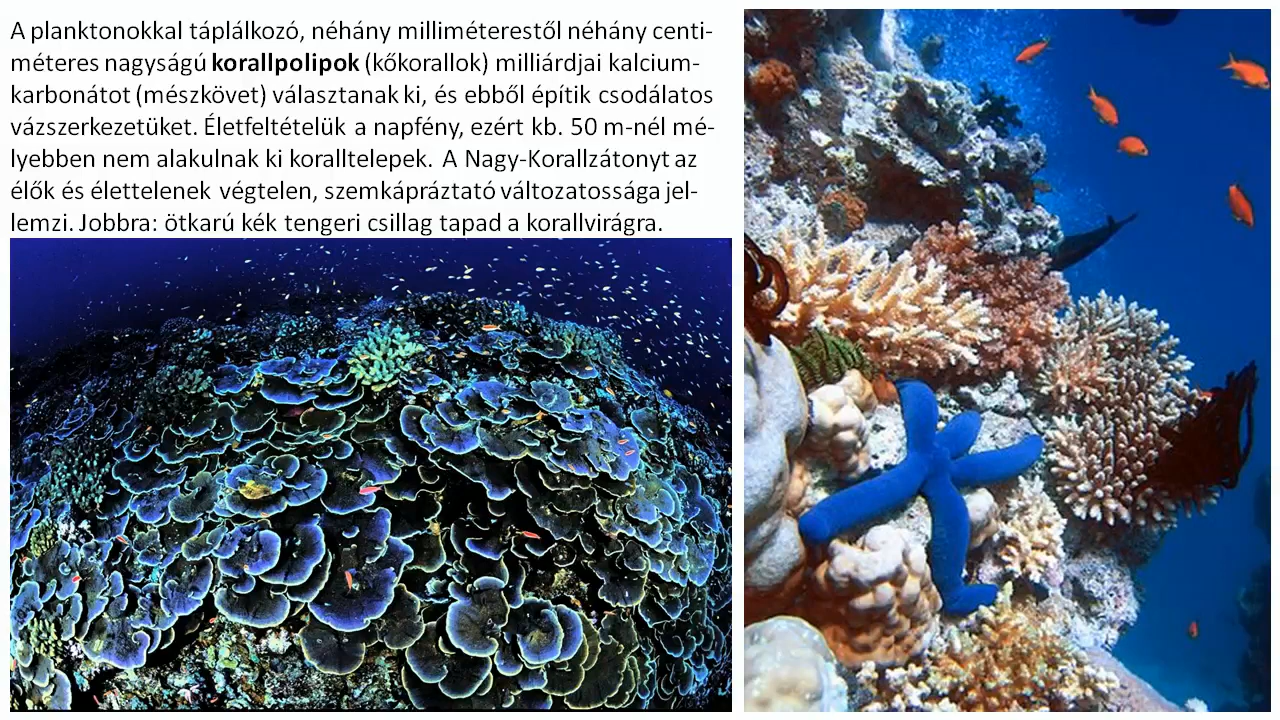 A planktonokkal táplálkozó, néhány milliméterestől néhány centi-
méteres nagyságú korallpolipok (kőkorallok) milliárdjai kalcium-
karbonátot (mészkövet) választanak ki, és ebből építik csodálatos
vázszerkezetüket. Életfeltételük a napfény, ezért kb. 50 m-nél mé-
lyebben nem alakulnak ki koralltelepek. A Nagy-Korallzátonyt az
élők és élettelenek végtelen, szemkápráztató változatossága jel-
lemzi. Jobbra: ötkarú kék tengeri csillag tapad a korallvirágra.